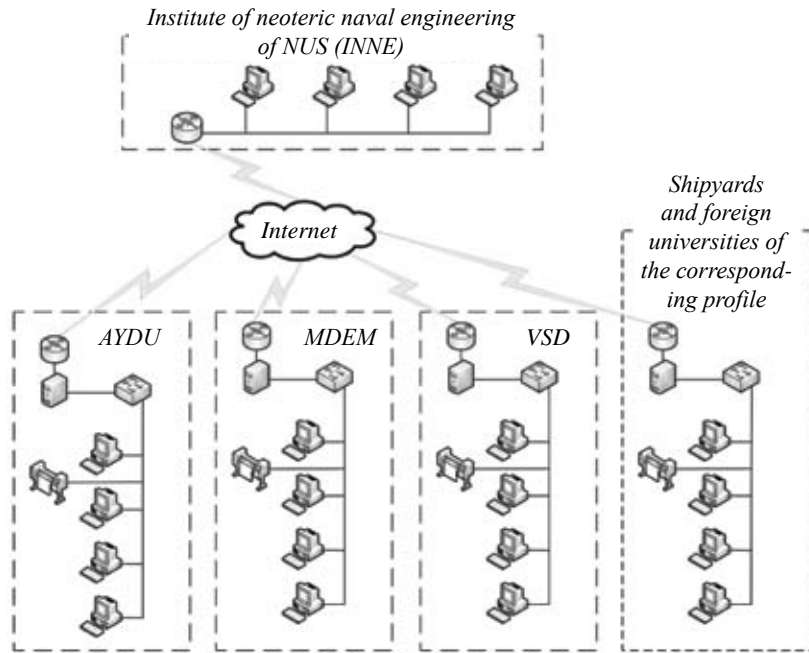 Institute of neoteric naval engineering
of NUS (INNE)
Shipyards
and foreign
universities of
the correspond-
ing profile
Internet
AYDU
MDEM
VSD